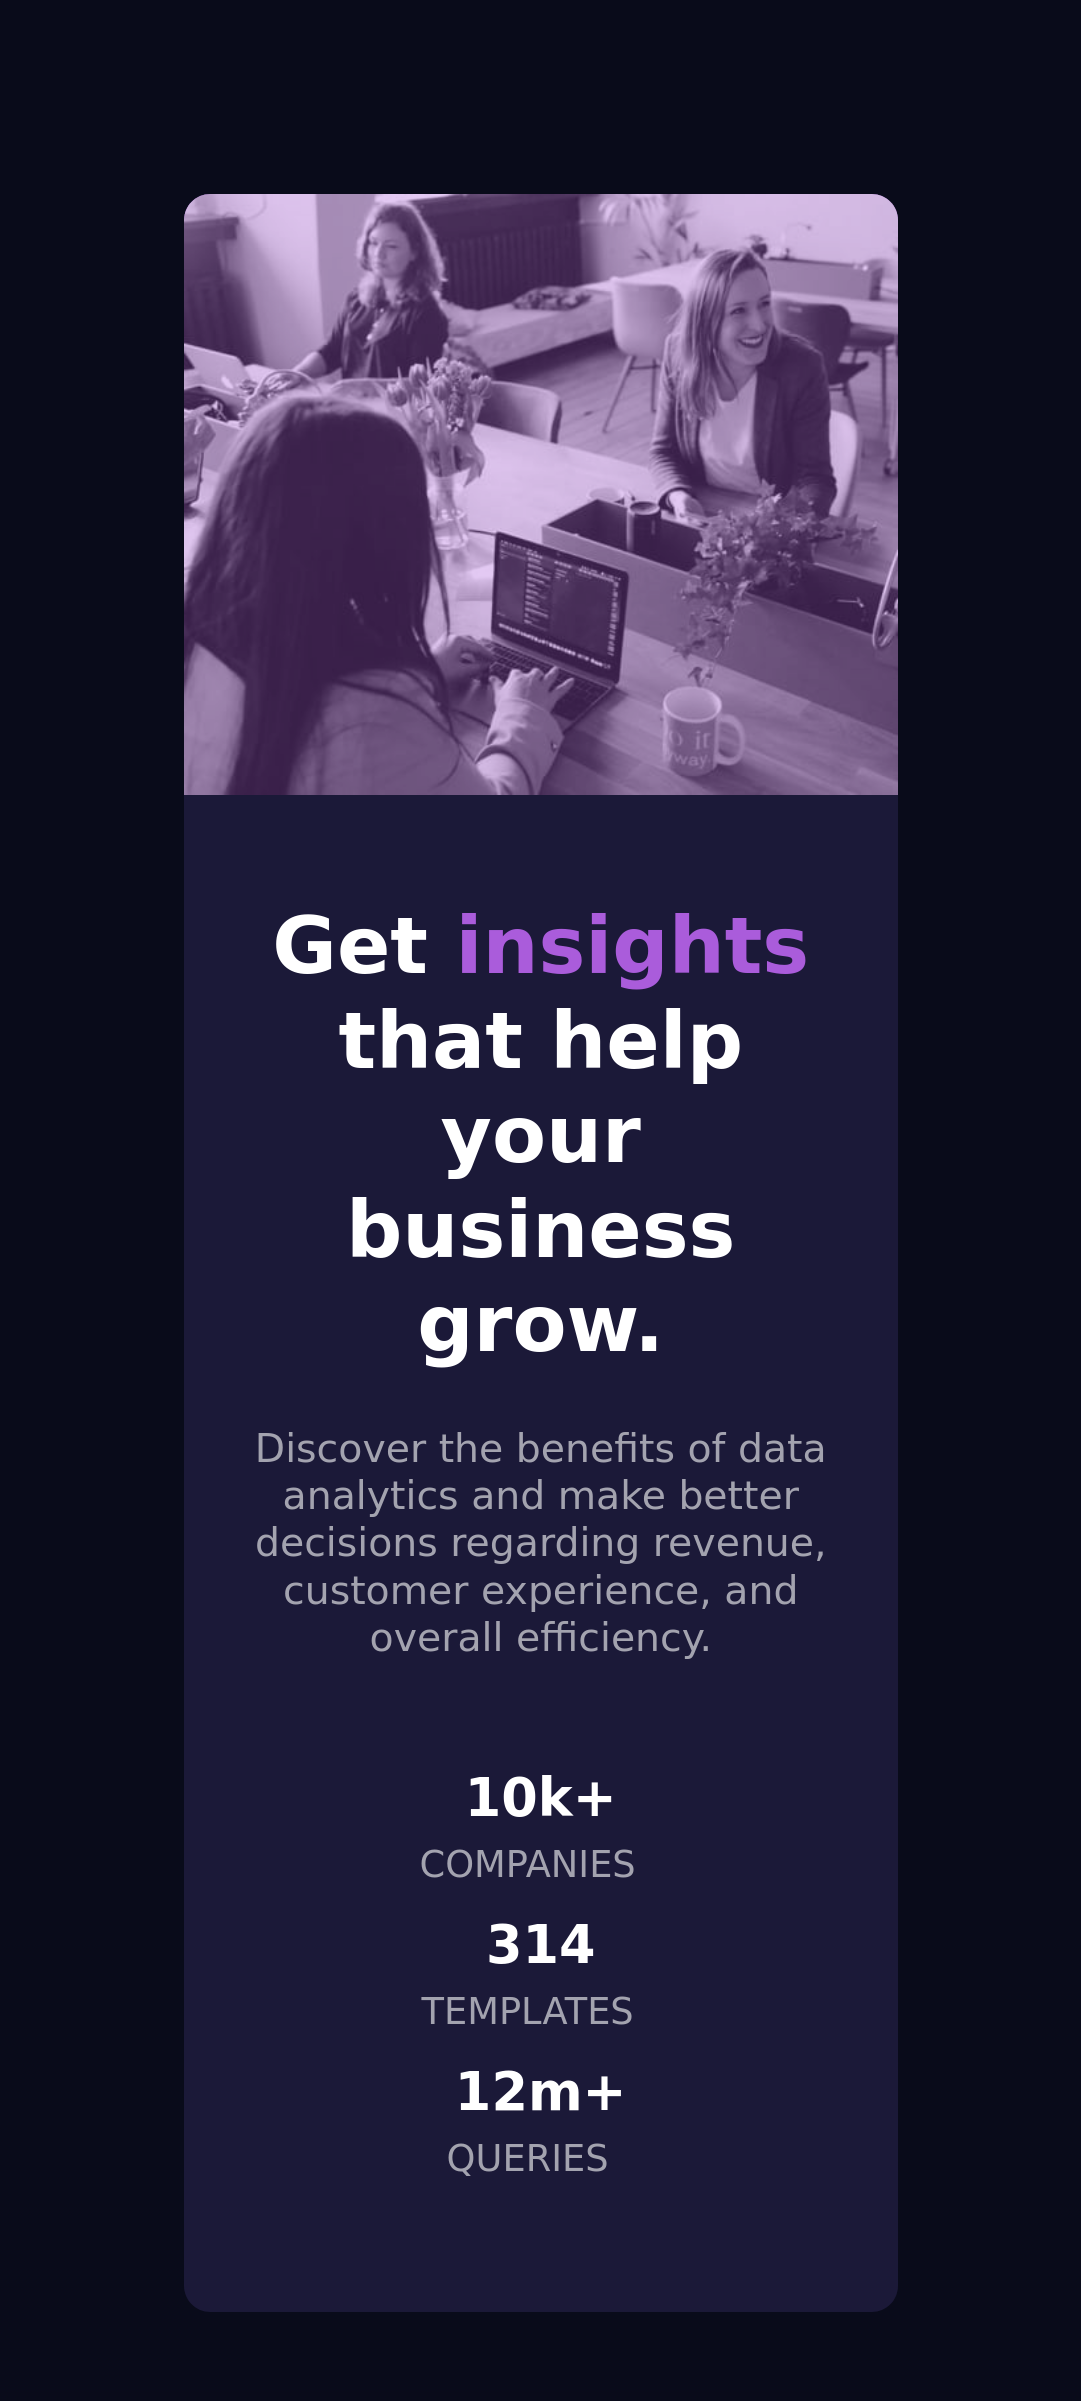 Get insights
that help
your
business
grow.
Discover the benefits of data
analytics and make better
decisions regarding revenue,
customer experience, and
overall efficiency.
10k+
COMPANIES
314
TEMPLATES
12m+
QUERIES